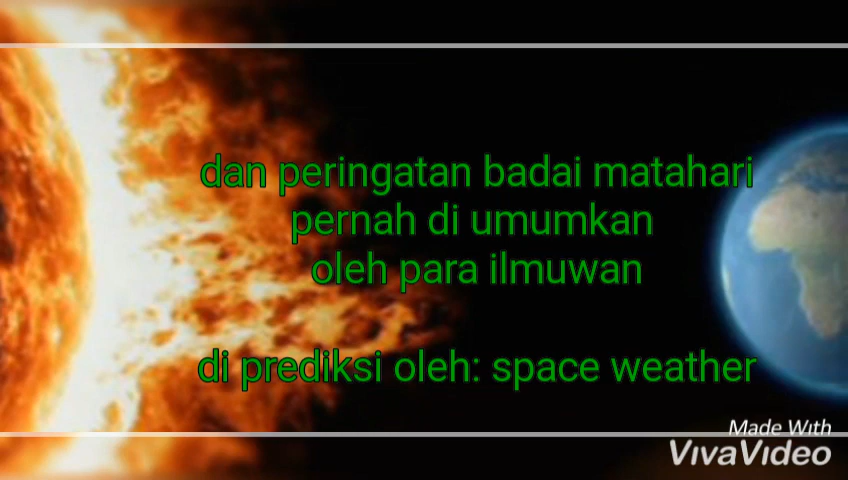 dan peringatan badai matahari
pernah di umumkan
oleh para ilmuwan
di prediksi oleh: space weather
Made With
VivaVideo